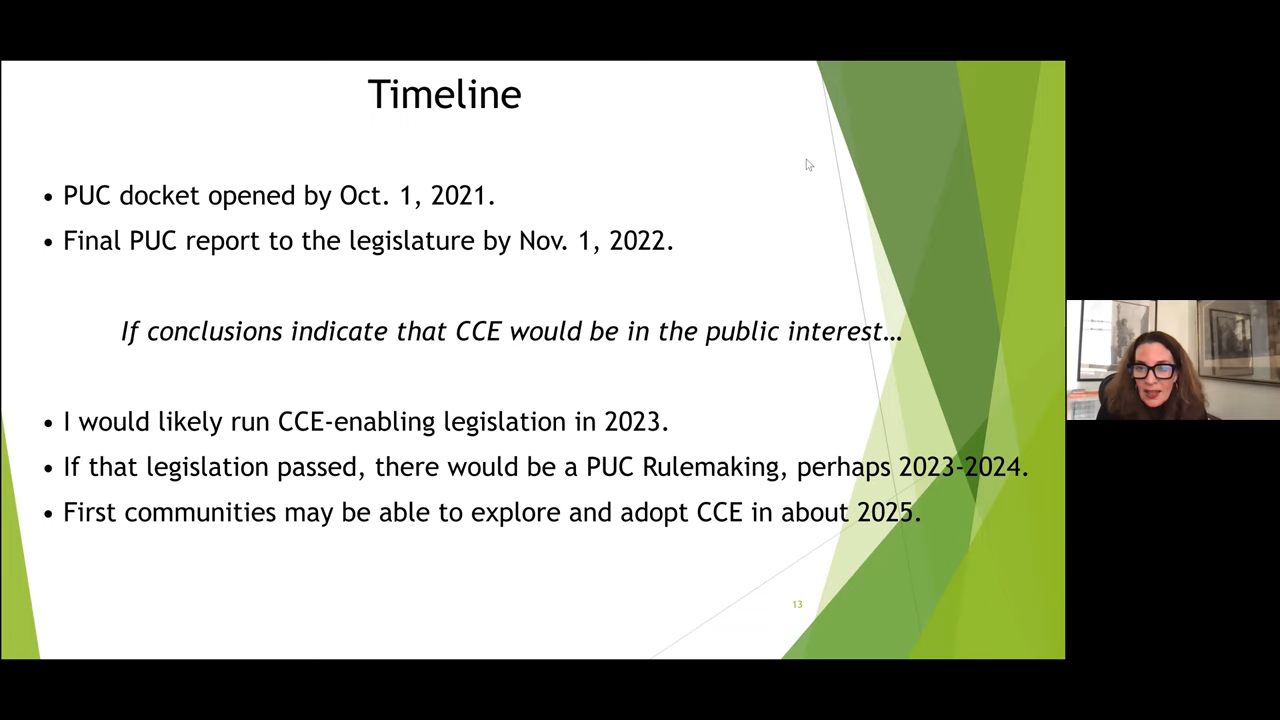 Timeline
• PUC docket opened by Oct. 1, 2021.
• Final PUC report to the legislature by Nov. 1, 2022.
If conclusions indicate that CCE would be in the public interest…
• I would likely run CCE-enabling legislation in 2023.
• If that legislation passed, there would be a PUC Rulemaking, perhaps 2023-2024.
• First communities may be able to explore and adopt CCE in about 2025.
13